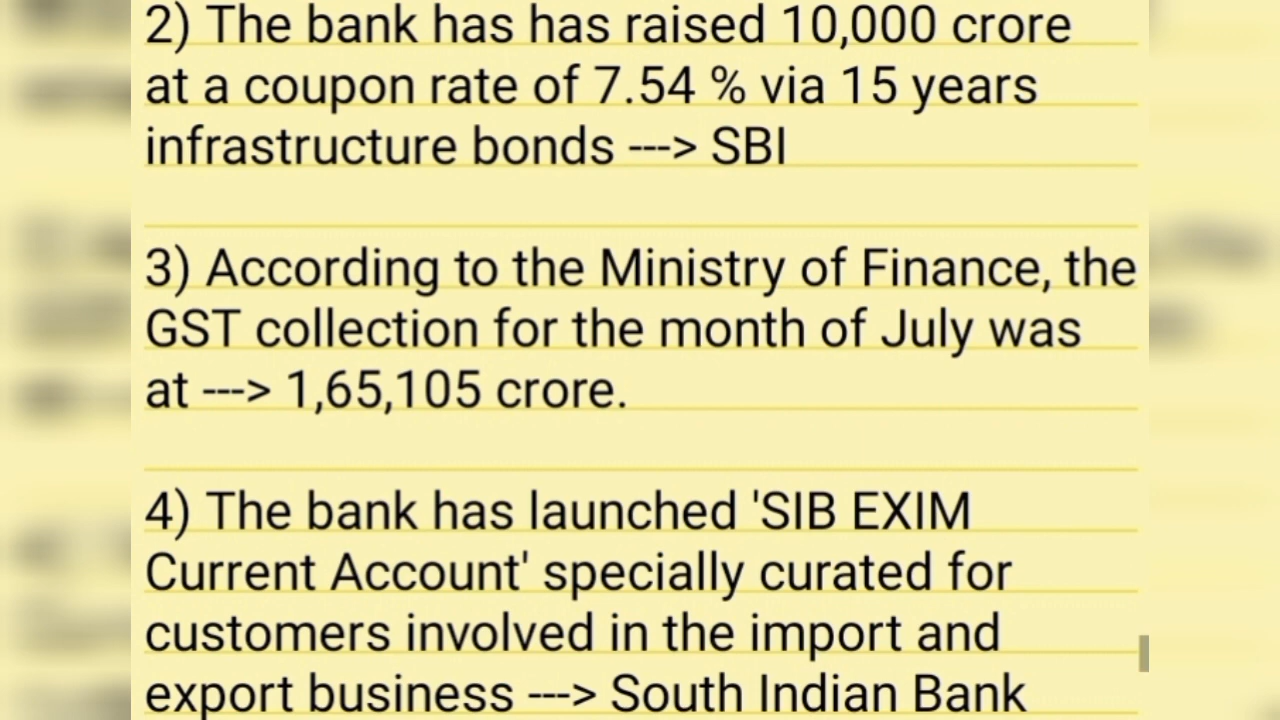 2) The bank has has raised 10,000 crore
at a coupon rate of 7.54 % via 15 years
infrastructure bonds ---> SBI
3) According to the Ministry of Finance, the
GST collection for the month of July was
at ---> 1,65,105 crore.
4) The bank has launched 'SIB EXIM
Current Account' specially curated for
customers involved in the import and
export business ---> South Indian Bank